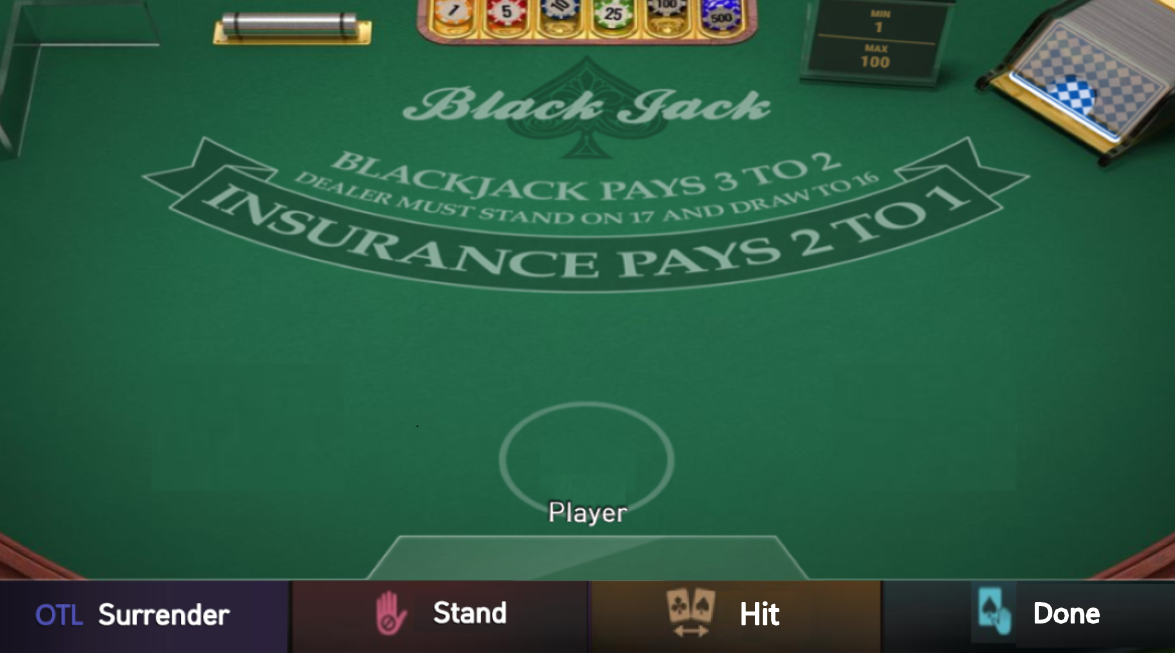 1 5 10 25 100 500
MIN
1
MAX
100
Black Jack
BLACKJACK PAYS 3 TO 2
DEALER MUST STAND ON 17 AND DRAW TO 16
INSURANCE PAYS 2 TO 1
Player
OTL Surrender Stand Hit Done